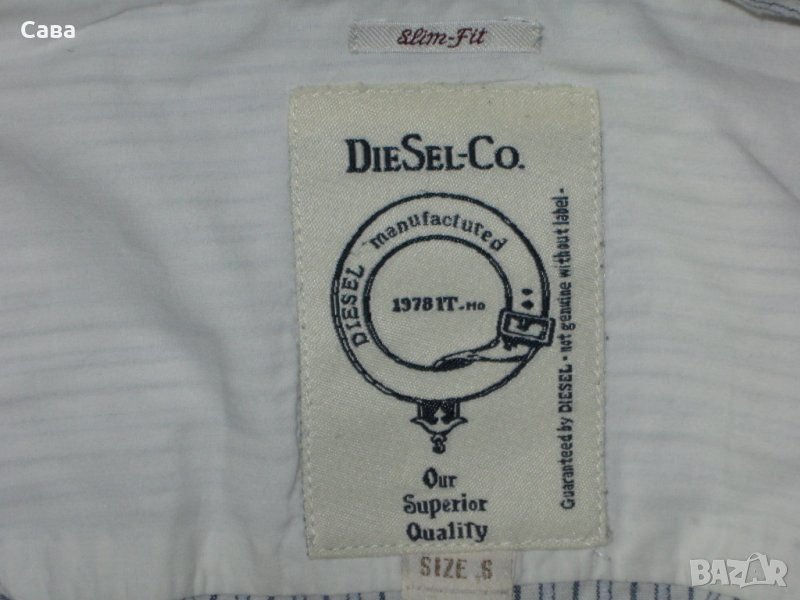 Сава
Slim-Fit
DIESEL-CO.
DIESEL manufactured
1978 IT-MO
Our
Superior
Quality
Guaranteed by DIESEL - not genuine without label -
SIZE S
BAZAR